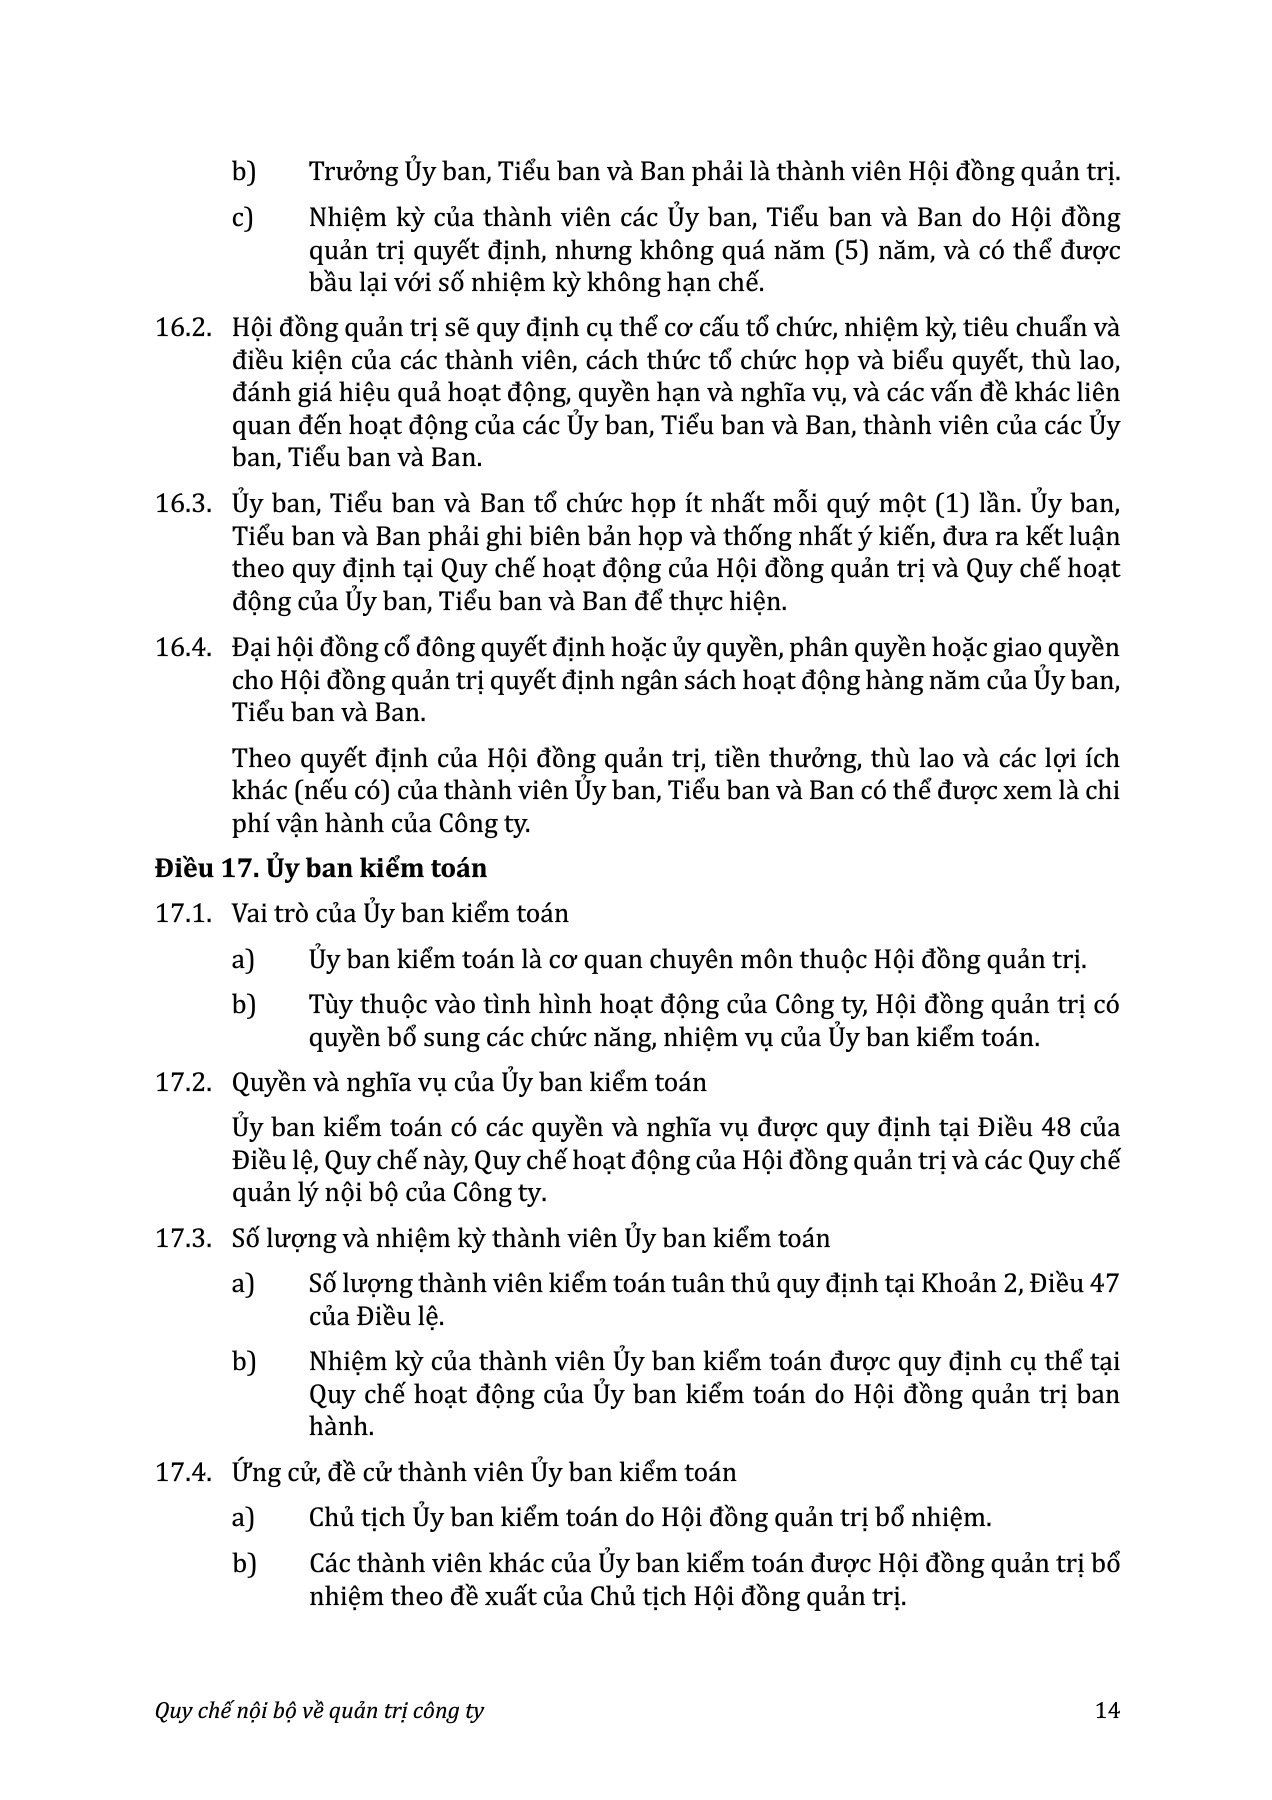 b) Trưởng Ủy ban, Tiểu ban và Ban phải là thành viên Hội đồng quản trị.
c) Nhiệm kỳ của thành viên các Ủy ban, Tiểu ban và Ban do Hội đồng
quản trị quyết định, nhưng không quá năm (5) năm, và có thể được
bầu lại với số nhiệm kỳ không hạn chế.
16.2. Hội đồng quản trị sẽ quy định cụ thể cơ cấu tổ chức, nhiệm kỳ, tiêu chuẩn và
điều kiện của các thành viên, cách thức tổ chức họp và biểu quyết, thù lao,
đánh giá hiệu quả hoạt động, quyền hạn và nghĩa vụ, và các vấn đề khác liên
quan đến hoạt động của các Ủy ban, Tiểu ban và Ban, thành viên của các Ủy
ban, Tiểu ban và Ban.
16.3. Ủy ban, Tiểu ban và Ban tổ chức họp ít nhất mỗi quý một (1) lần. Ủy ban,
Tiểu ban và Ban phải ghi biên bản họp và thống nhất ý kiến, đưa ra kết luận
theo quy định tại Quy chế hoạt động của Hội đồng quản trị và Quy chế hoạt
động của Ủy ban, Tiểu ban và Ban để thực hiện.
16.4. Đại hội đồng cổ đông quyết định hoặc ủy quyền, phân quyền hoặc giao quyền
cho Hội đồng quản trị quyết định ngân sách hoạt động hàng năm của Ủy ban,
Tiểu ban và Ban.
Theo quyết định của Hội đồng quản trị, tiền thưởng, thù lao và các lợi ích
khác (nếu có) của thành viên Ủy ban, Tiểu ban và Ban có thể được xem là chi
phí vận hành của Công ty.
Điều 17. Ủy ban kiểm toán
17.1. Vai trò của Ủy ban kiểm toán
a) Ủy ban kiểm toán là cơ quan chuyên môn thuộc Hội đồng quản trị.
b) Tùy thuộc vào tình hình hoạt động của Công ty, Hội đồng quản trị có
quyền bổ sung các chức năng, nhiệm vụ của Ủy ban kiểm toán.
17.2. Quyền và nghĩa vụ của Ủy ban kiểm toán
Ủy ban kiểm toán có các quyền và nghĩa vụ được quy định tại Điều 48 của
Điều lệ, Quy chế này, Quy chế hoạt động của Hội đồng quản trị và các Quy chế
quản lý nội bộ của Công ty.
17.3. Số lượng và nhiệm kỳ thành viên Ủy ban kiểm toán
a) Số lượng thành viên kiểm toán tuân thủ quy định tại Khoản 2, Điều 47
của Điều lệ.
b) Nhiệm kỳ của thành viên Ủy ban kiểm toán được quy định cụ thể tại
Quy chế hoạt động của Ủy ban kiểm toán do Hội đồng quản trị ban
hành.
17.4. Ứng cử, đề cử thành viên Ủy ban kiểm toán
a) Chủ tịch Ủy ban kiểm toán do Hội đồng quản trị bổ nhiệm.
b) Các thành viên khác của Ủy ban kiểm toán được Hội đồng quản trị bổ
nhiệm theo đề xuất của Chủ tịch Hội đồng quản trị.
Quy chế nội bộ về quản trị công ty 14